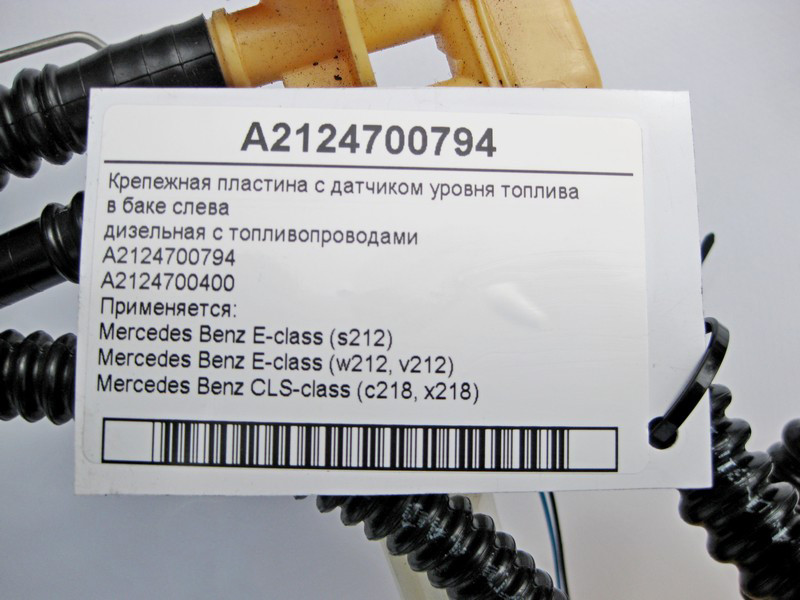 A2124700794
Крепежная пластина с датчиком уровня топлива
в баке слева
дизельная с топливопроводами
A2124700794
A2124700400
Применяется:
Mercedes Benz E-class (s212)
Mercedes Benz E-class (w212, v212)
Mercedes Benz CLS-class (c218, x218)